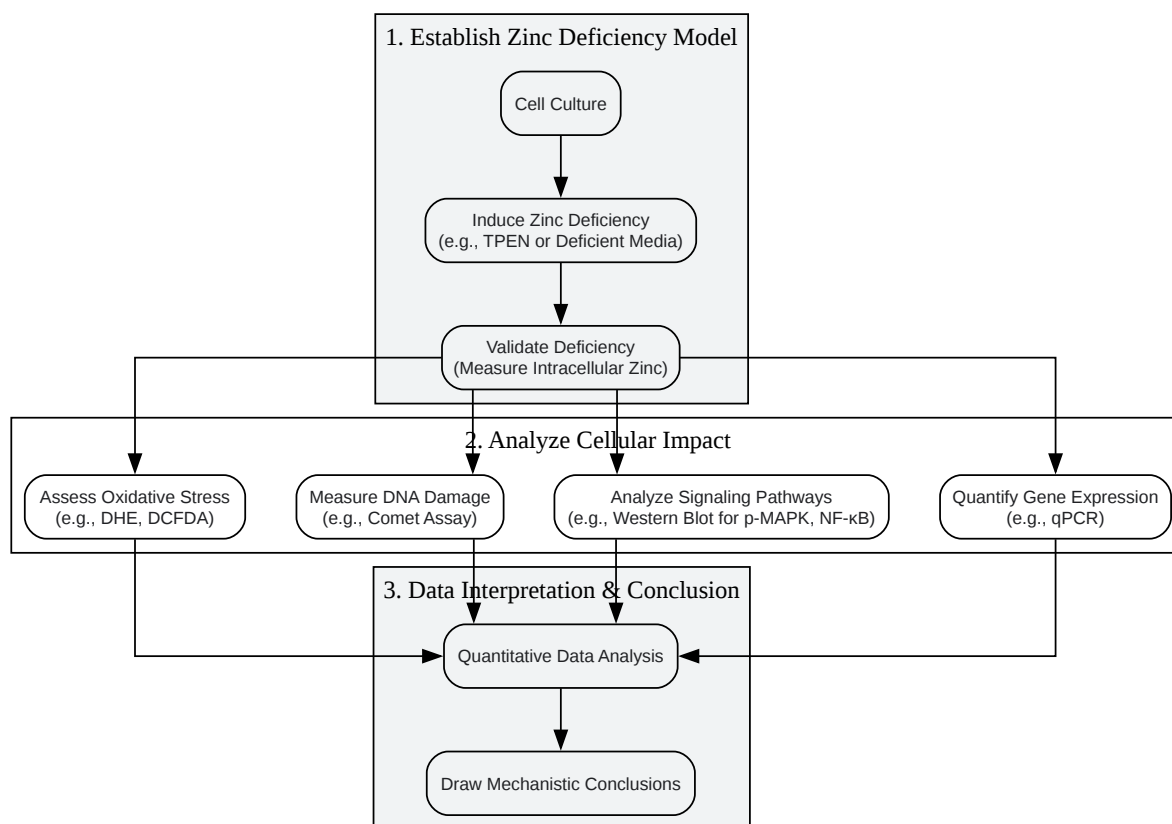 1. Establish Zinc Deficiency Model
Cell Culture
Induce Zinc Deficiency
(e.g., TPEN or Deficient Media)
Validate Deficiency
(Measure Intracellular Zinc)
2. Analyze Cellular Impact
Assess Oxidative Stress
(e.g., DHE, DCFDA)
Measure DNA Damage
(e.g., Comet Assay)
Analyze Signaling Pathways
(e.g., Western Blot for p-MAPK, NF-κB)
Quantify Gene Expression
(e.g., qPCR)
3. Data Interpretation & Conclusion
Quantitative Data Analysis
Draw Mechanistic Conclusions